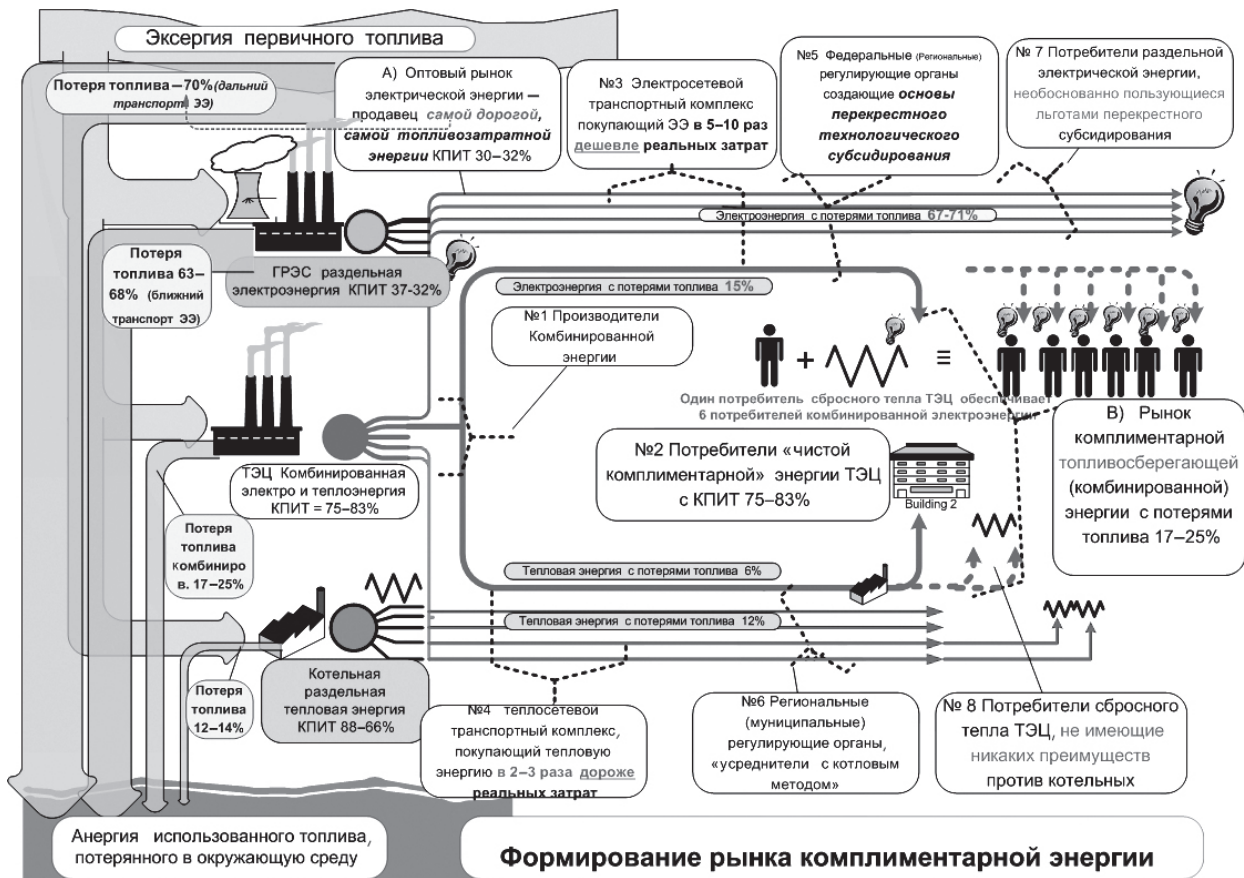 Эксергия первичного топлива
Потеря топлива –70% (дальний
транспорт ЭЭ)
А) Оптовый рынок
электрической энергии –
продавец самой дорогой,
самой топливозатратной
энергии КПИТ 30–32%
№3 Электросетевой
транспортный комплекс
покупающий ЭЭ в 5–10 раз
дешевле реальных затрат
№5 Федеральные (Региональные)
регулирующие органы
создающие основы
перекрестного
технологического
субсидирования
№ 7 Потребители раздельной
электрической энергии,
необоснованно пользующиеся
льготами перекрестного
субсидирования
Электроэнергия с потерями топлива 67-71%
Потеря
топлива 63–
68% (ближний
транспорт ЭЭ)
ГРЭС раздельная
электроэнергия КПИТ 37-32%
Электроэнергия с потерями топлива 15%
№1 Производители
Комбинированной
энергии
+
≡
Один потребитель сбросного тепла ТЭЦ обеспечивает
6 потребителей комбинированной электроэнергии
№2 Потребители «чистой
комплиментарной» энергии ТЭЦ
с КПИТ 75–83%
Building 2
В) Рынок
комплиментарной
топливосберегающей
(комбинированной)
энергии с потерями
топлива 17–25%
ТЭЦ Комбинированная
электро и теплоэнергия
КПИТ = 75–83%
Потеря
топлива
комбиниро
в. 17–25%
Тепловая энергия с потерями топлива 6%
Тепловая энергия с потерями топлива 12%
Потеря
топлива
12–14%
Котельная
раздельная
тепловая энергия
КПИТ 88–66%
№4 теплосетевой
транспортный комплекс,
покупающий тепловую
энергию в 2–3 раза дороже
реальных затрат
№6 Региональные
(муниципальные)
регулирующие органы,
«усреднители с котловым
методом»
№ 8 Потребители сбросного
тепла ТЭЦ, не имеющие
никаких преимуществ
против котельных
Анергия использованного топлива,
потерянного в окружающую среду
Формирование рынка комплиментарной энергии